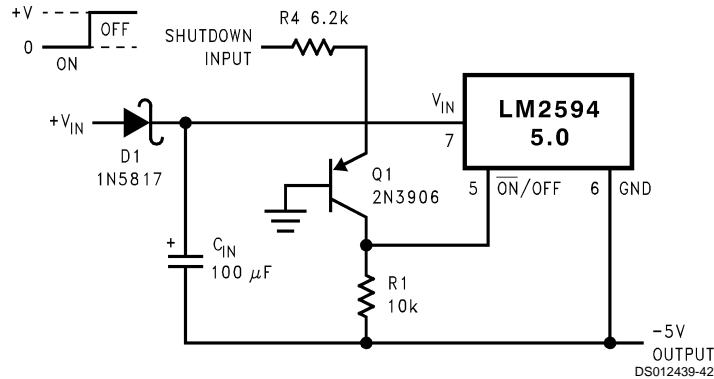 +V
OFF
0
ON
R4 6.2k
SHUTDOWN
INPUT
+VIN
D1
1N5817
VIN
7
LM2594
5.0
Q1
2N3906
5
ON/OFF
6
GND
+
CIN
100 μF
R1
10k
−5V
OUTPUT
DS012439-42